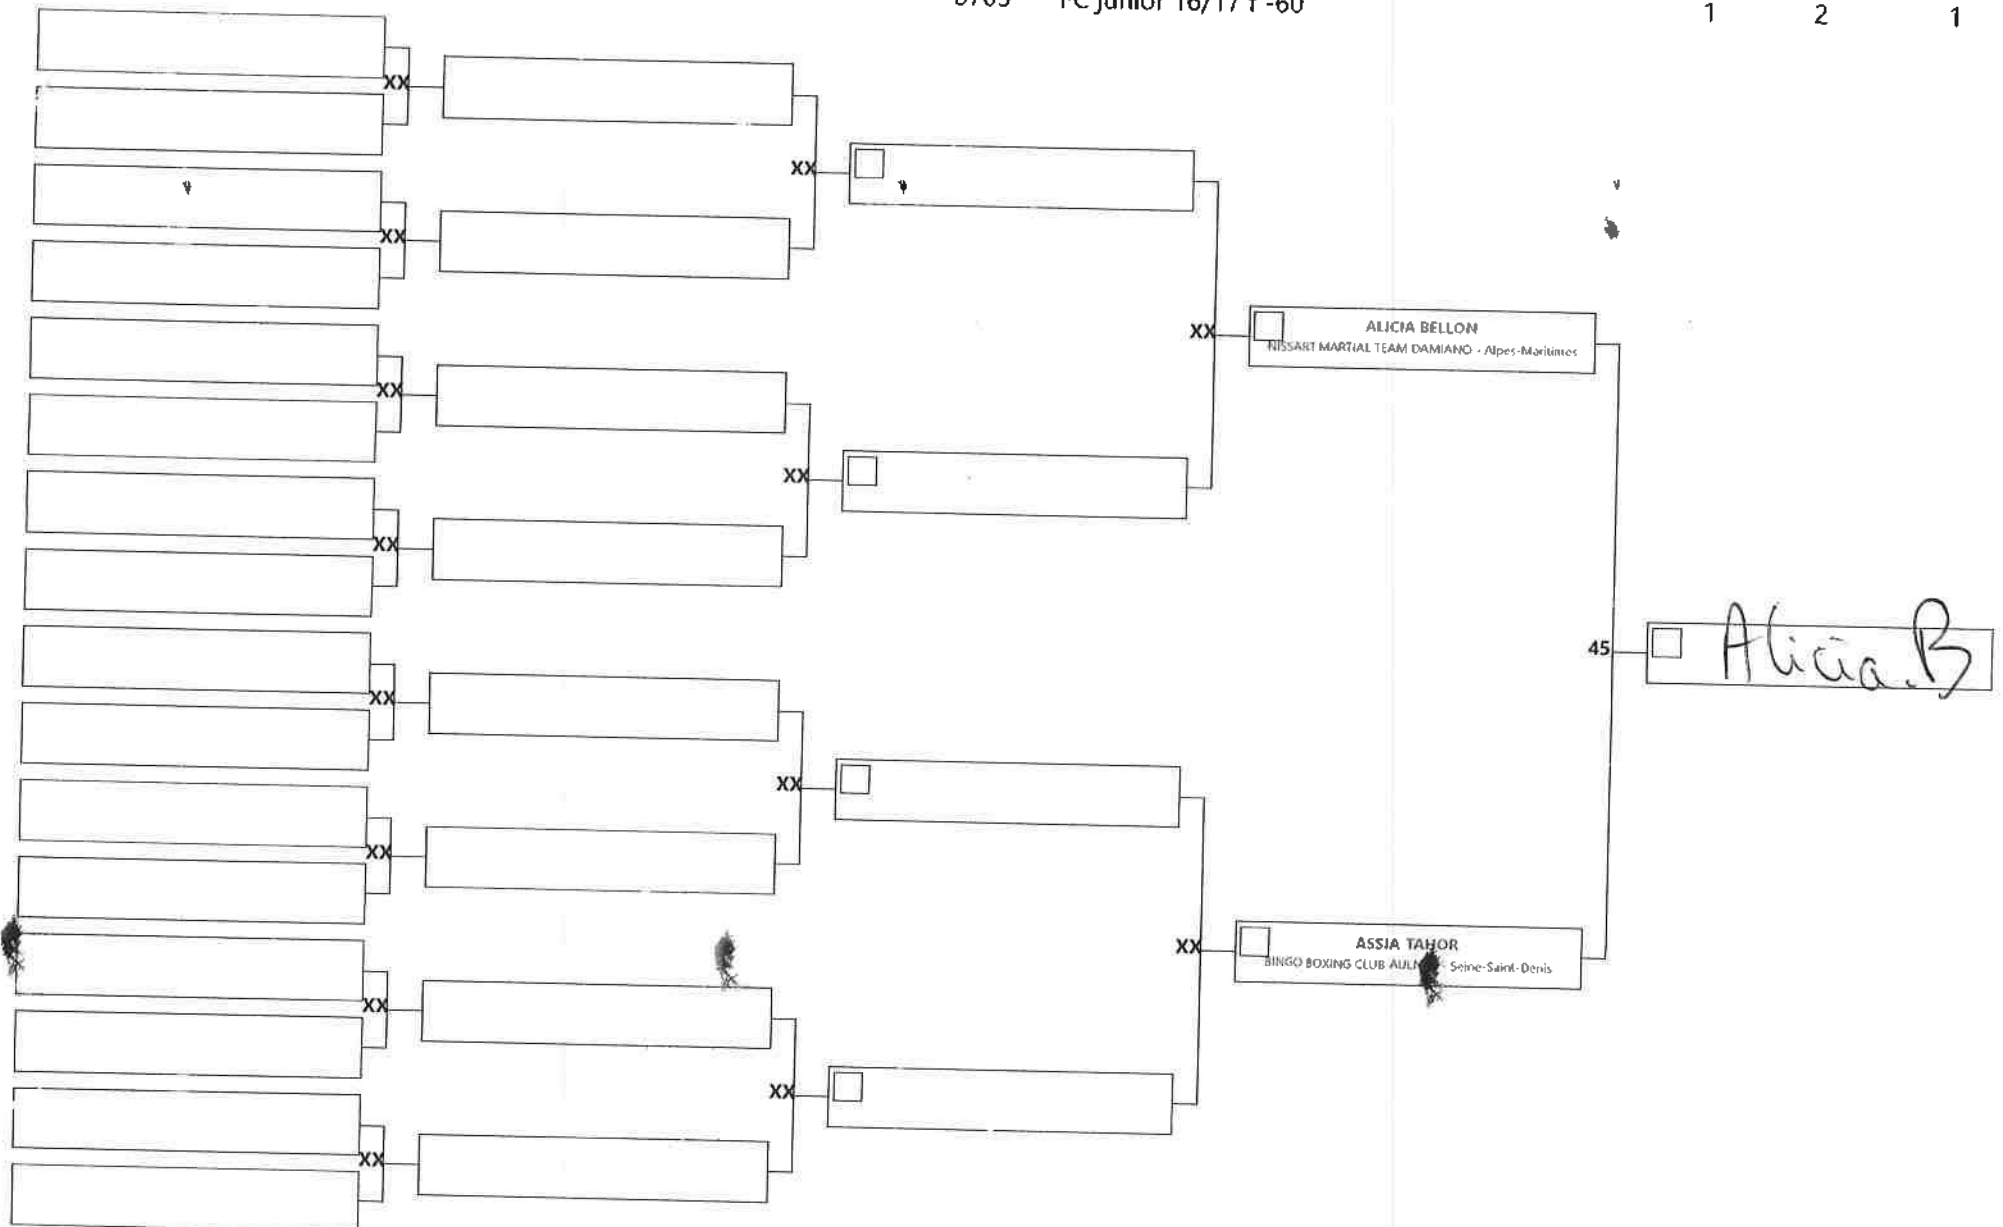 FC Junior 16/17 F -60
1 2 1
XX
XX
XX
XX
XX
ALICIA BELLON
NISSART MARTIAL TEAM DAMIANO - Alpes-Maritimes
XX
XX
XX
45
Alicia.B
XX
XX
XX
XX
ASSIA TAHOR
BINGO BOXING CLUB Seine-Saint-Denis
XX
XX
XX